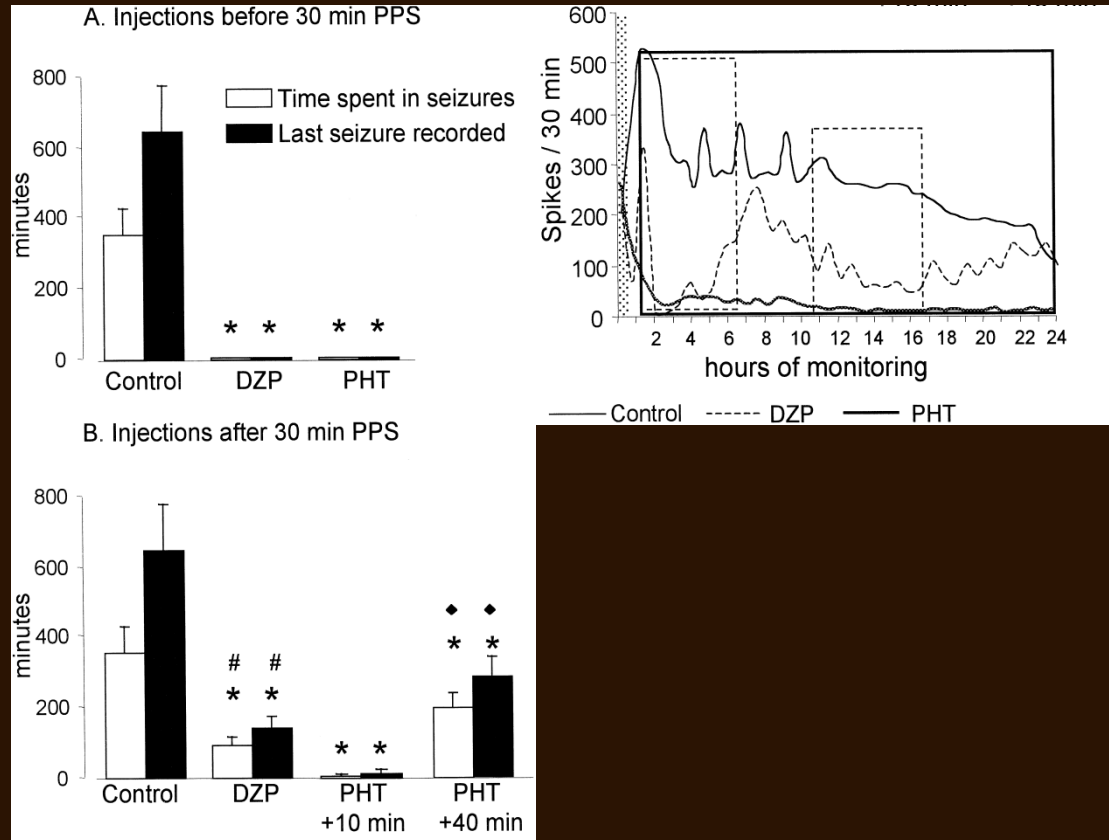 A. Injections before 30 min PPS
800
600
400
200
0
minutes
Time spent in seizures
Last seizure recorded
* *
* *
Control DZP PHT
600
500
400
300
200
100
0
Spikes / 30 min
2 4 6 8 10 12 14 16 18 20 22 24
hours of monitoring
Control DZP PHT
B. Injections after 30 min PPS
800
600
400
200
0
minutes
# #
* *
* *
◆ ◆
* *
Control DZP PHT PHT
+10 min +40 min